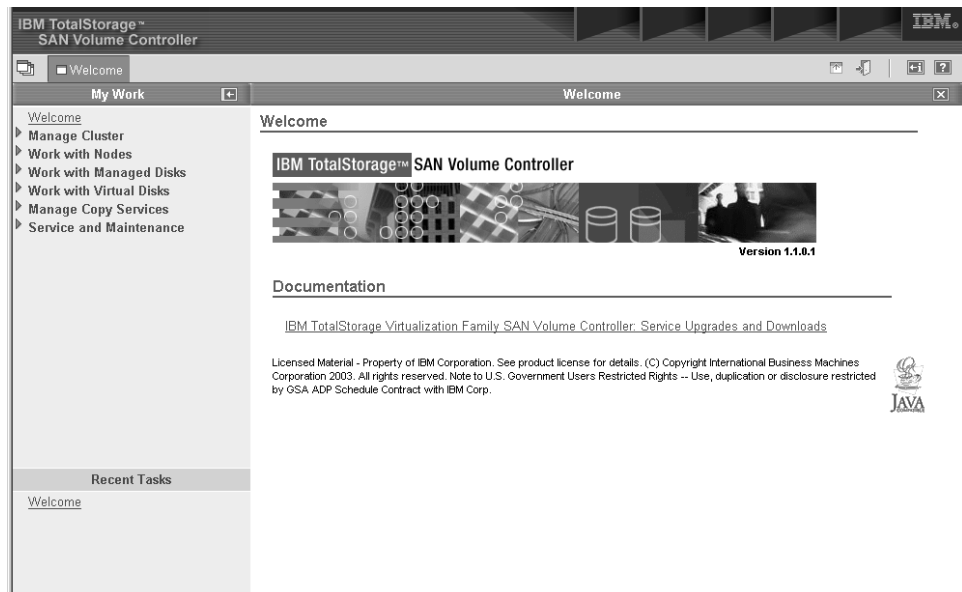 IBM TotalStorage™
SAN Volume Controller
IBM®
Welcome
My Work
Welcome
Welcome
Manage Cluster
Work with Nodes
Work with Managed Disks
Work with Virtual Disks
Manage Copy Services
Service and Maintenance
Welcome
IBM TotalStorage™ SAN Volume Controller
Version 1.1.0.1
Documentation
IBM TotalStorage Virtualization Family SAN Volume Controller: Service Upgrades and Downloads
Licensed Material - Property of IBM Corporation. See product license for details. (C) Copyright International Business Machines
Corporation 2003. All rights reserved. Note to U.S. Government Users Restricted Rights -- Use, duplication or disclosure restricted
by GSA ADP Schedule Contract with IBM Corp.
JAVA
Recent Tasks
Welcome